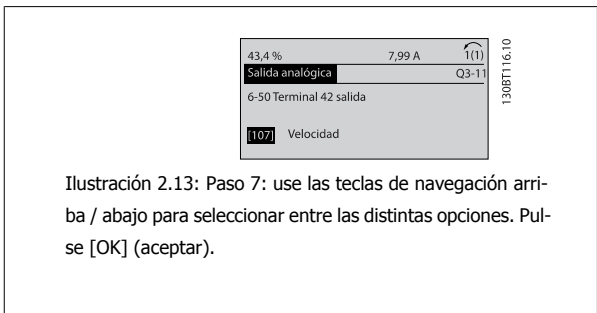 43,4 % 7,99 A 1(1)
Salida analógica Q3-11
6-50 Terminal 42 salida
[107] Velocidad
130BT116.10
Ilustración 2.13: Paso 7: use las teclas de navegación arri-
ba / abajo para seleccionar entre las distintas opciones. Pul-
se [OK] (aceptar).